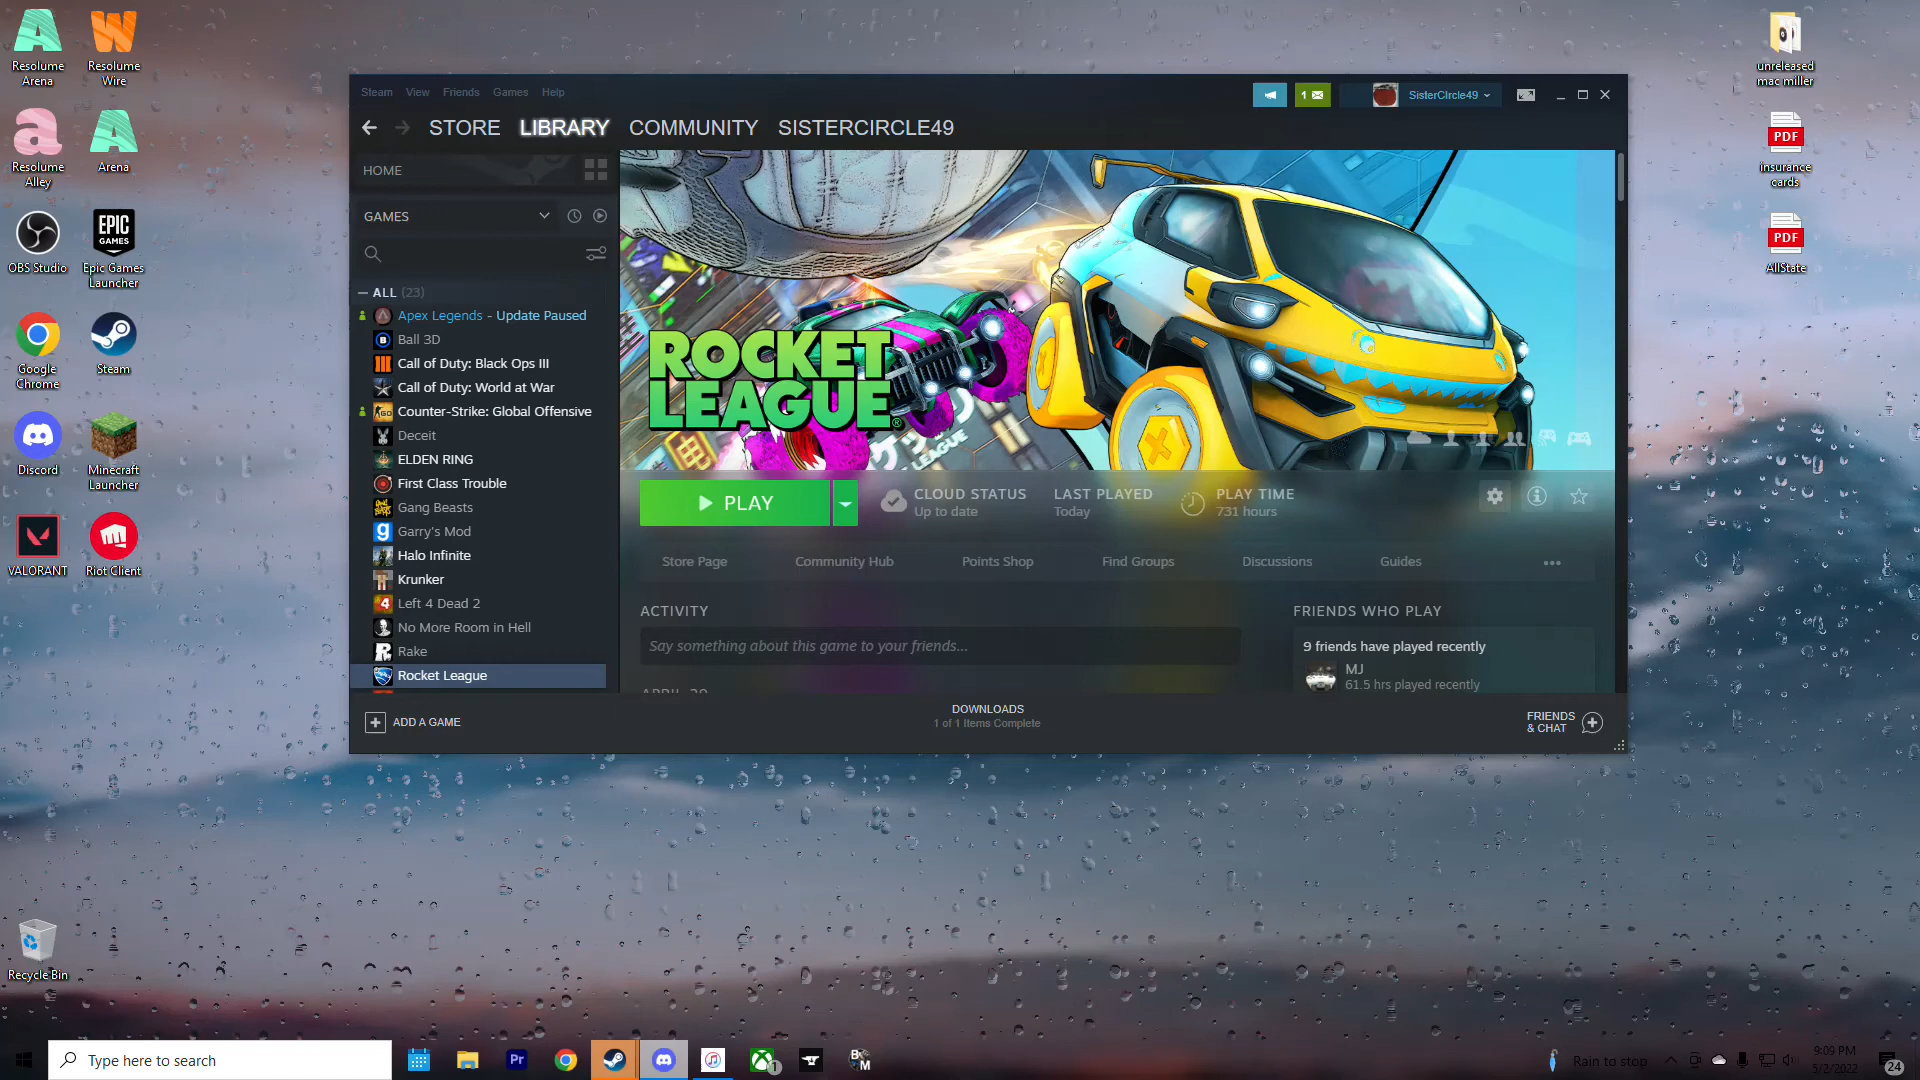 Resolume
Arena
Resolume
Wire
Resolume
Alley
Arena
OBS Studio
EPIC
GAMES
Epic Games
Launcher
Google
Chrome
Steam
Discord
Minecraft
Launcher
VALORANT
Riot Client
Recycle Bin
unreleased
mac miller
PDF
insurance
cards
PDF
AllState
Steam View Friends Games Help
1
SisterCIrcle49
STORE LIBRARY COMMUNITY SISTERCIRCLE49
HOME
GAMES
ALL (23)
Apex Legends - Update Paused
Ball 3D
Call of Duty: Black Ops III
Call of Duty: World at War
Counter-Strike: Global Offensive
Deceit
ELDEN RING
First Class Trouble
Gang Beasts
Garry's Mod
Halo Infinite
Krunker
Left 4 Dead 2
No More Room in Hell
Rake
Rocket League
ROCKET
LEAGUE®
PLAY
CLOUD STATUS
Up to date
LAST PLAYED
Today
PLAY TIME
731 hours
Store Page Community Hub Points Shop Find Groups Discussions Guides
ACTIVITY
Say something about this game to your friends...
FRIENDS WHO PLAY
9 friends have played recently
MJ
61.5 hrs played recently
ADD A GAME
DOWNLOADS
1 of 1 Items Complete
FRIENDS
& CHAT
Type here to search
Pr
1
Rain to stop
9:09 PM
5/2/2022
24